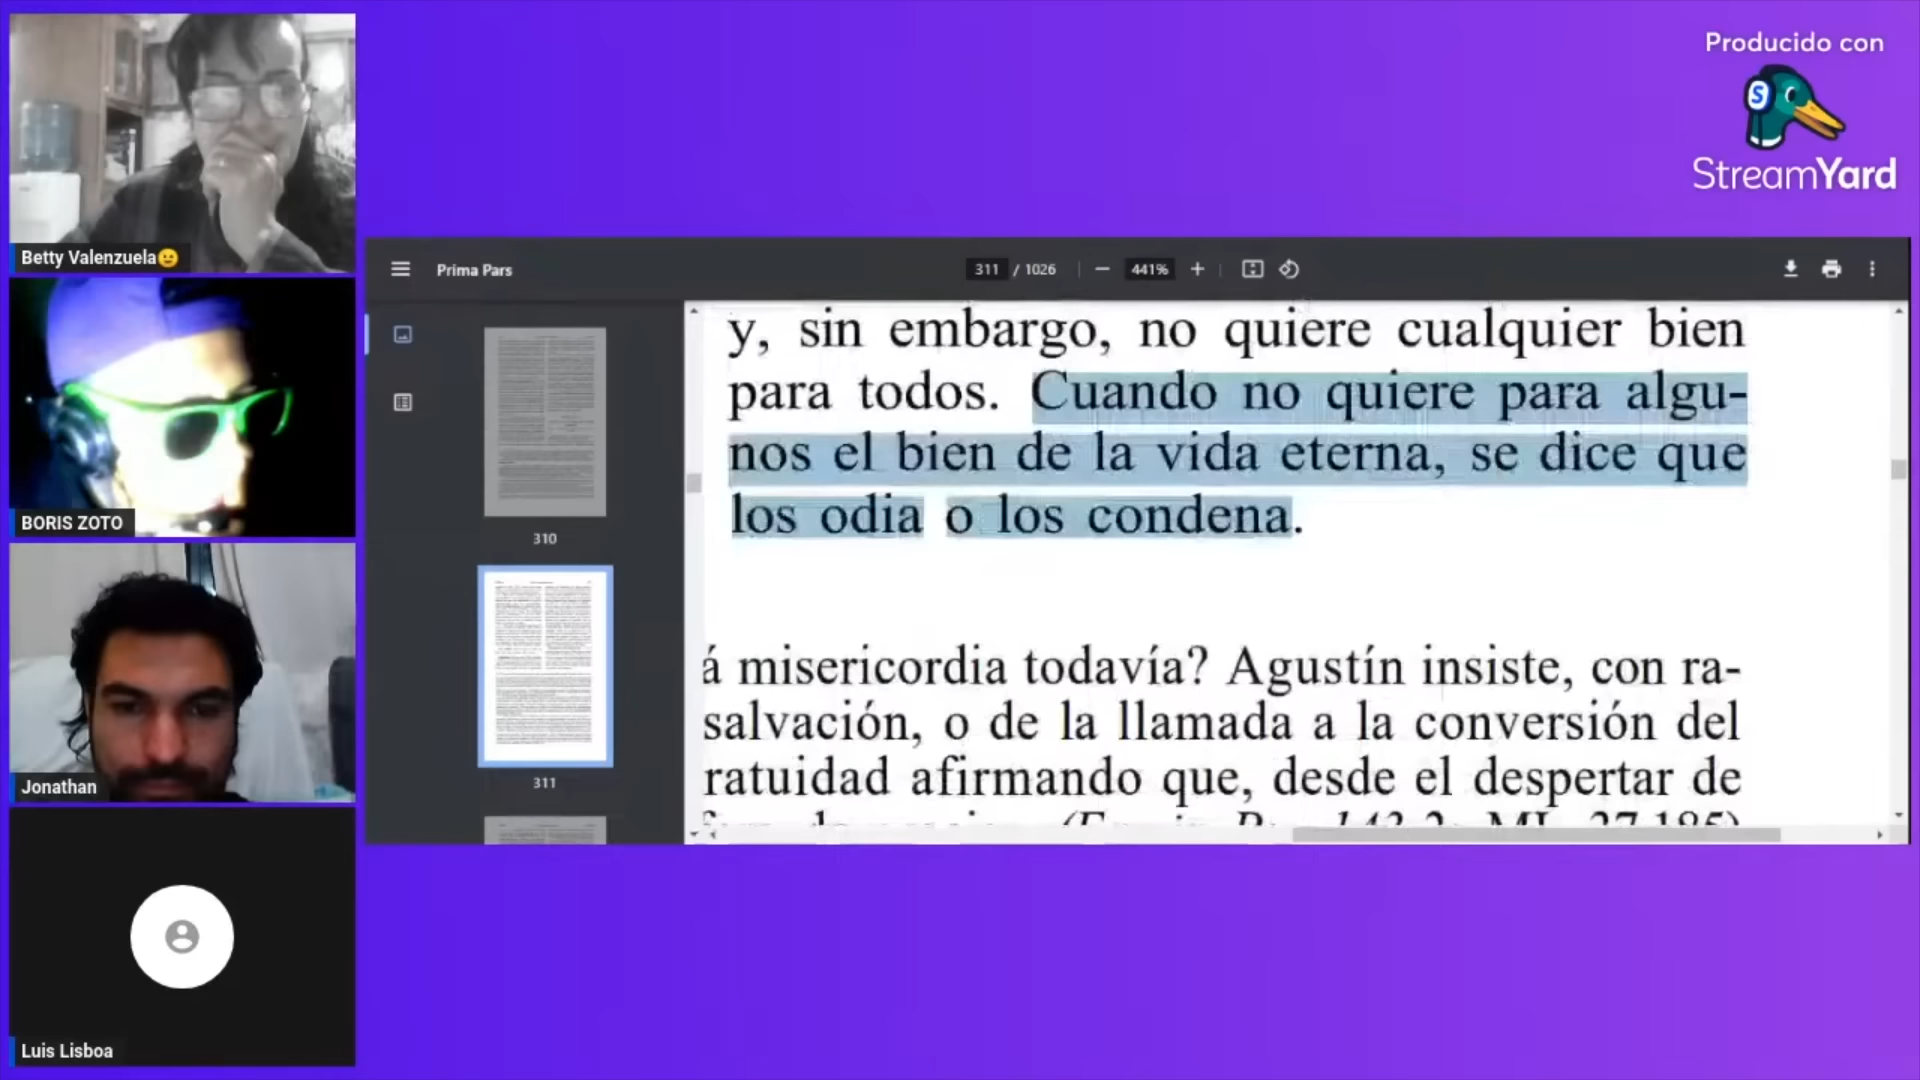 Producido con
S
StreamYard
Betty Valenzuela
BORIS ZOTO
Jonathan
Luis Lisboa
Prima Pars
311 / 1026
441%
310
311
y, sin embargo, no quiere cualquier bien
para todos. Cuando no quiere para algu-
nos el bien de la vida eterna, se dice que
los odia o los condena.
á misericordia todavía? Agustín insiste, con ra-
salvación, o de la llamada a la conversión del
ratuidad afirmando que, desde el despertar de